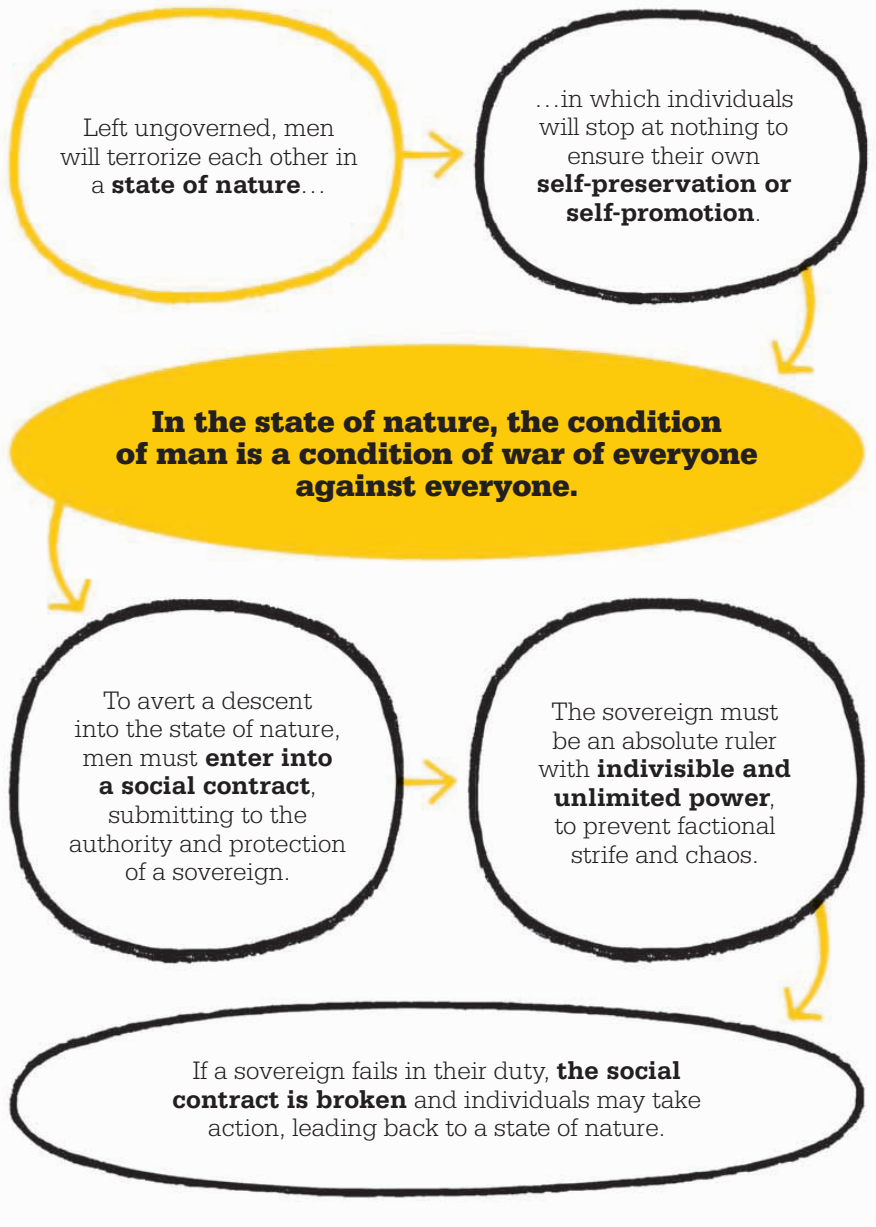 Left ungoverned, men
will terrorize each other in
a state of nature…
…in which individuals
will stop at nothing to
ensure their own
self-preservation or
self-promotion.
In the state of nature, the condition
of man is a condition of war of everyone
against everyone.
To avert a descent
into the state of nature,
men must enter into
a social contract,
submitting to the
authority and protection
of a sovereign.
The sovereign must
be an absolute ruler
with indivisible and
unlimited power,
to prevent factional
strife and chaos.
If a sovereign fails in their duty, the social
contract is broken and individuals may take
action, leading back to a state of nature.